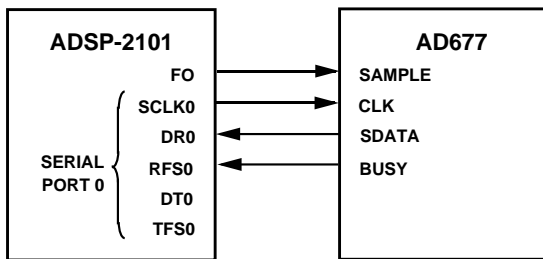 ADSP-2101
FO
SCLK0
DR0
RFS0
DT0
TFS0
SERIAL
PORT 0
AD677
SAMPLE
CLK
SDATA
BUSY